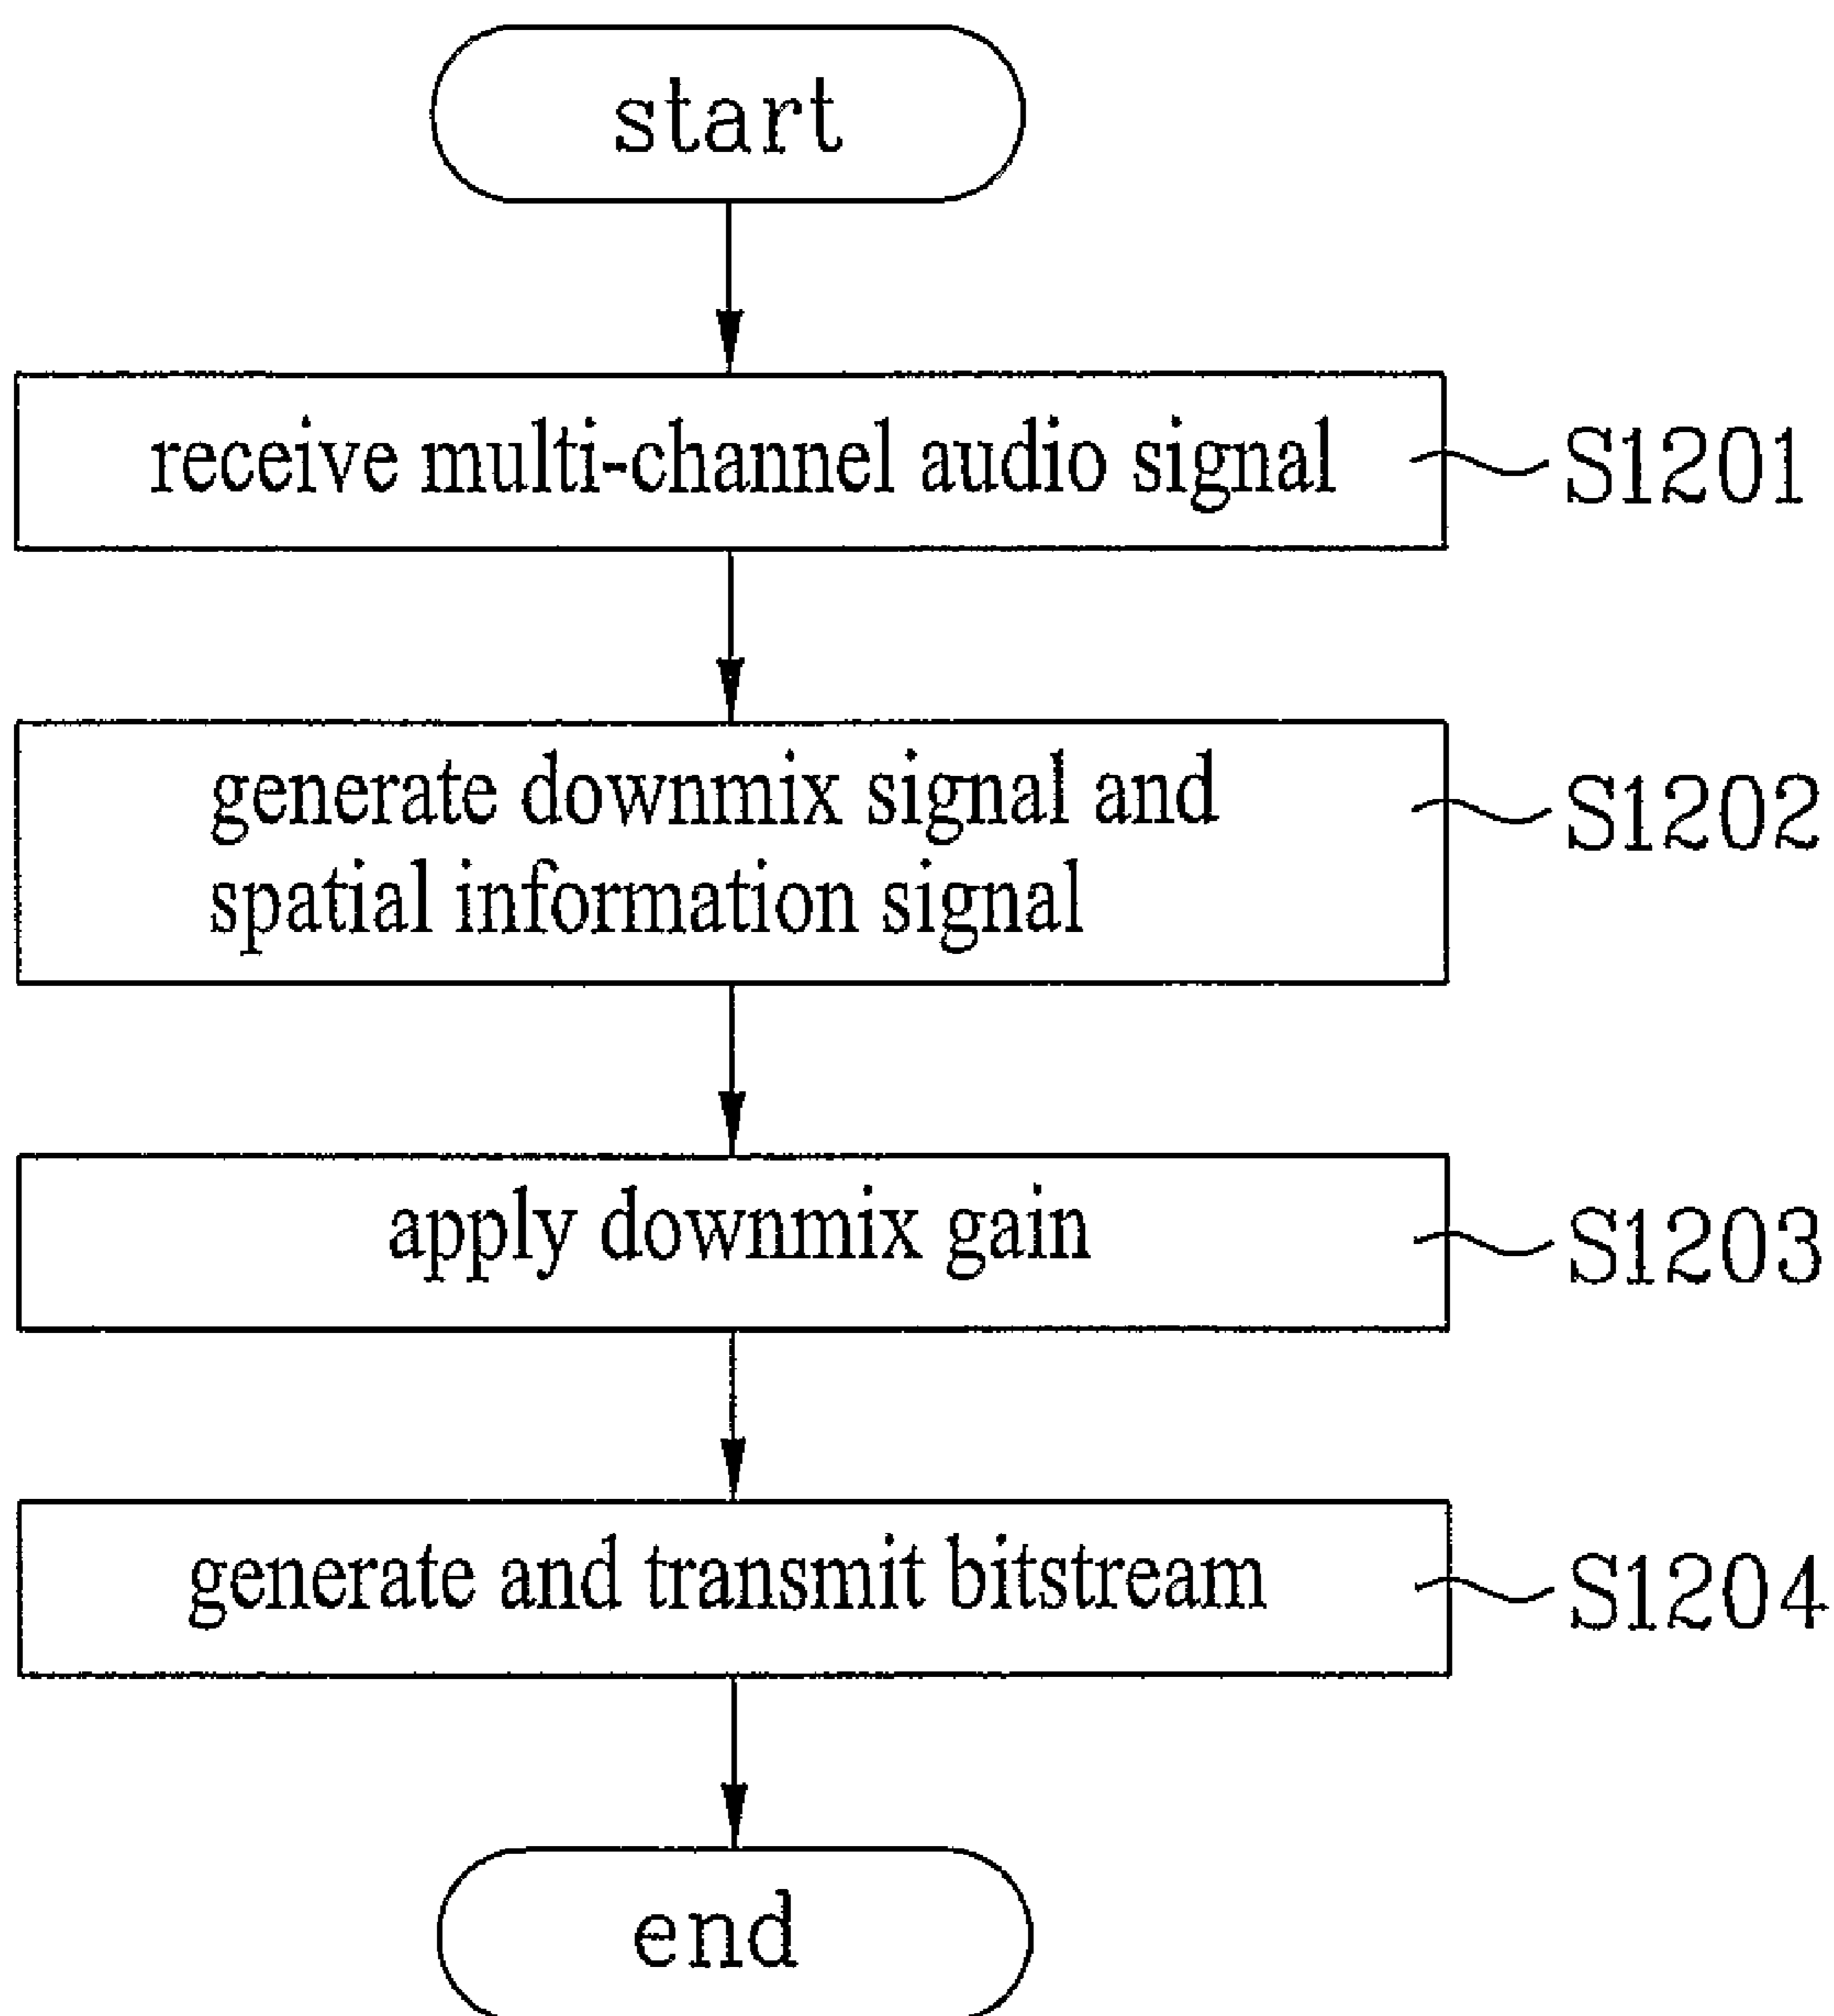 start
receive multi-channel audio signal
S1201
generate downmix signal and
spatial information signal
S1202
apply downmix gain
S1203
generate and transmit bitstream
S1204
end